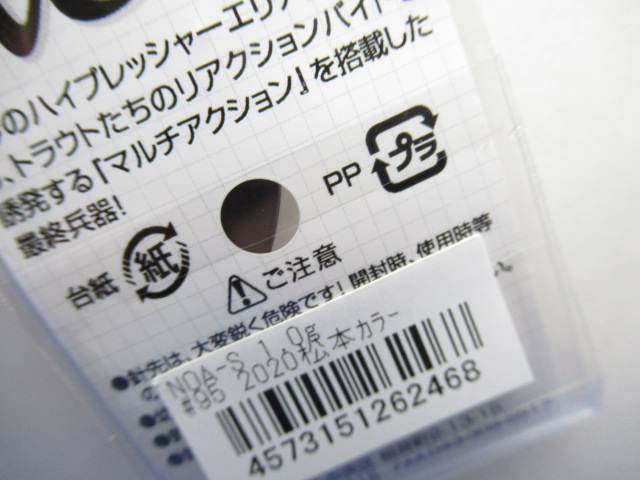 のハイプレッシャーエリア
トラウトたちのリアクションバイト
誘発する「マルチアクション」を搭載した
最終兵器!
PP プラ
台紙 紙
ご注意
針先は、大変鋭く危険です!開封時、使用時等
NOA-S 1.0g
#95 2020松本カラー
4573151262468